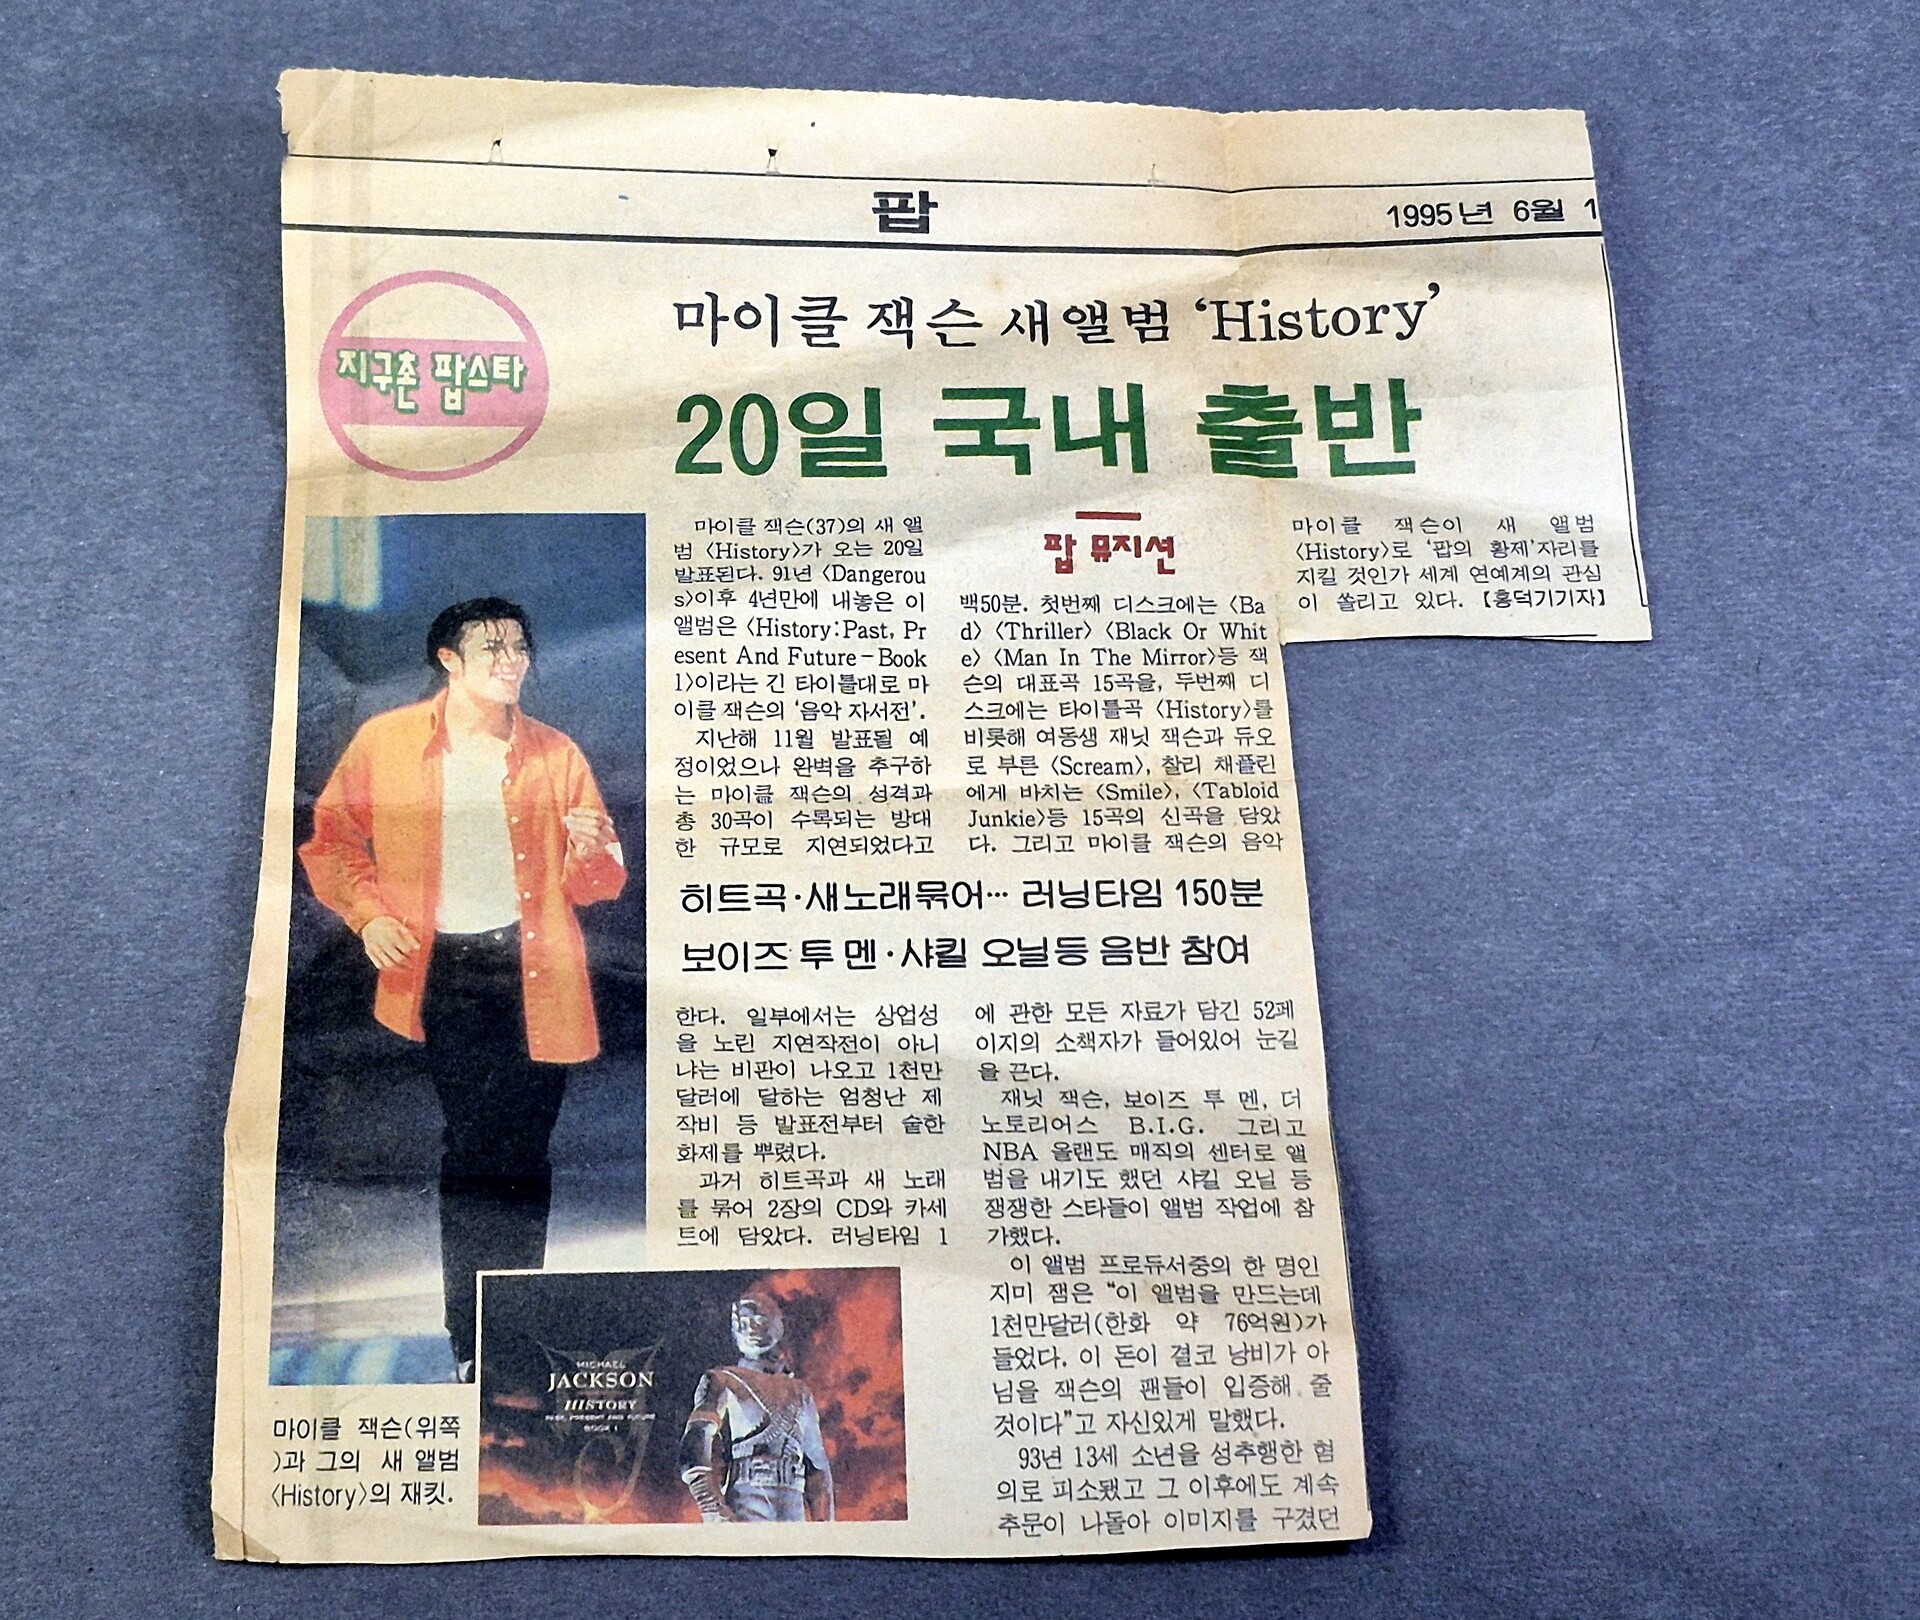 팝
1995년 6월 1
지구촌 팝스타
마이클 잭슨 새앨범 ‘History’
20일 국내 출반
마이클 잭슨(37)의 새 앨
범 〈History〉가 오는 20일
발표된다. 91년 〈Dangerou
s〉이후 4년만에 내놓은 이
앨범은 〈History:Past, Pr
esent And Future－Book
1〉이라는 긴 타이틀대로 마
이클 잭슨의 ‘음악 자서전’.
지난해 11월 발표될 예
정이었으나 완벽을 추구하
는 마이클 잭슨의 성격과
총 30곡이 수록되는 방대
한 규모로 지연되었다고
히트곡·새노래묶어… 러닝타임 150분
보이즈 투 멘·샤킬 오닐등 음반 참여
한다. 일부에서는 상업성
을 노린 지연작전이 아니
냐는 비판이 나오고 1천만
달러에 달하는 엄청난 제
작비 등 발표전부터 숱한
화제를 뿌렸다.
과거 히트곡과 새 노래
를 묶어 2장의 CD와 카세
트에 담았다. 러닝타임 1
팝 뮤지션
백50분. 첫번째 디스크에는 〈Ba
d〉 〈Thriller〉 〈Black Or Whit
e〉 〈Man In The Mirror〉등 잭
슨의 대표곡 15곡을, 두번째 디
스크에는 타이틀곡 〈History〉를
비롯해 여동생 재닛 잭슨과 듀오
로 부른 〈Scream〉, 찰리 채플린
에게 바치는 〈Smile〉, 〈Tabloid
Junkie〉등 15곡의 신곡을 담았
다. 그리고 마이클 잭슨의 음악
에 관한 모든 자료가 담긴 52페
이지의 소책자가 들어있어 눈길
을 끈다.
재닛 잭슨, 보이즈 투 멘, 더
노토리어스 B.I.G. 그리고
NBA 올랜도 매직의 센터로 앨
범을 내기도 했던 샤킬 오닐 등
쟁쟁한 스타들이 앨범 작업에 참
가했다.
이 앨범 프로듀서중의 한 명인
지미 잼은 “이 앨범을 만드는데
1천만달러(한화 약 76억원)가
들었다. 이 돈이 결코 낭비가 아
님을 잭슨의 팬들이 입증해 줄
것이다”고 자신있게 말했다.
93년 13세 소년을 성추행한 혐
의로 피소됐고 그 이후에도 계속
추문이 나돌아 이미지를 구겼던
마이클 잭슨이 새 앨범
〈History〉로 ‘팝의 황제’자리를
지킬 것인가 세계 연예계의 관심
이 쏠리고 있다. 【홍덕기기자】
MICHAEL
JACKSON
HISTORY
PAST, PRESENT AND FUTURE
BOOK I
마이클 잭슨(위쪽
)과 그의 새 앨범
〈History〉의 재킷.